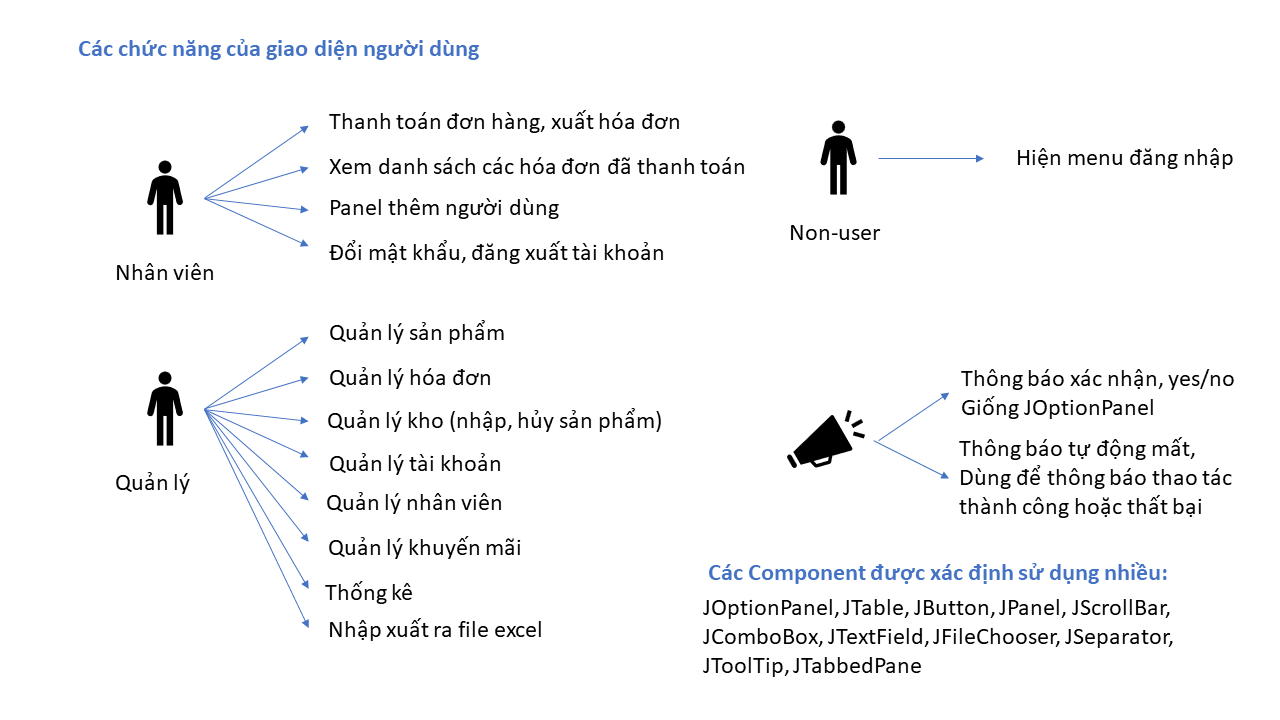 Các chức năng của giao diện người dùng
Thanh toán đơn hàng, xuất hóa đơn
Xem danh sách các hóa đơn đã thanh toán
Panel thêm người dùng
Đổi mật khẩu, đăng xuất tài khoản
Nhân viên
Hiện menu đăng nhập
Non-user
Quản lý sản phẩm
Quản lý hóa đơn
Quản lý kho (nhập, hủy sản phẩm)
Quản lý tài khoản
Quản lý nhân viên
Quản lý khuyến mãi
Thống kê
Nhập xuất ra file excel
Quản lý
Thông báo xác nhận, yes/no
Giống JOptionPanel
Thông báo tự động mất,
Dùng để thông báo thao tác
thành công hoặc thất bại
Các Component được xác định sử dụng nhiều:
JOptionPanel, JTable, JButton, JPanel, JScrollBar,
JComboBox, JTextField, JFileChooser, JSeparator,
JToolTip, JTabbedPane